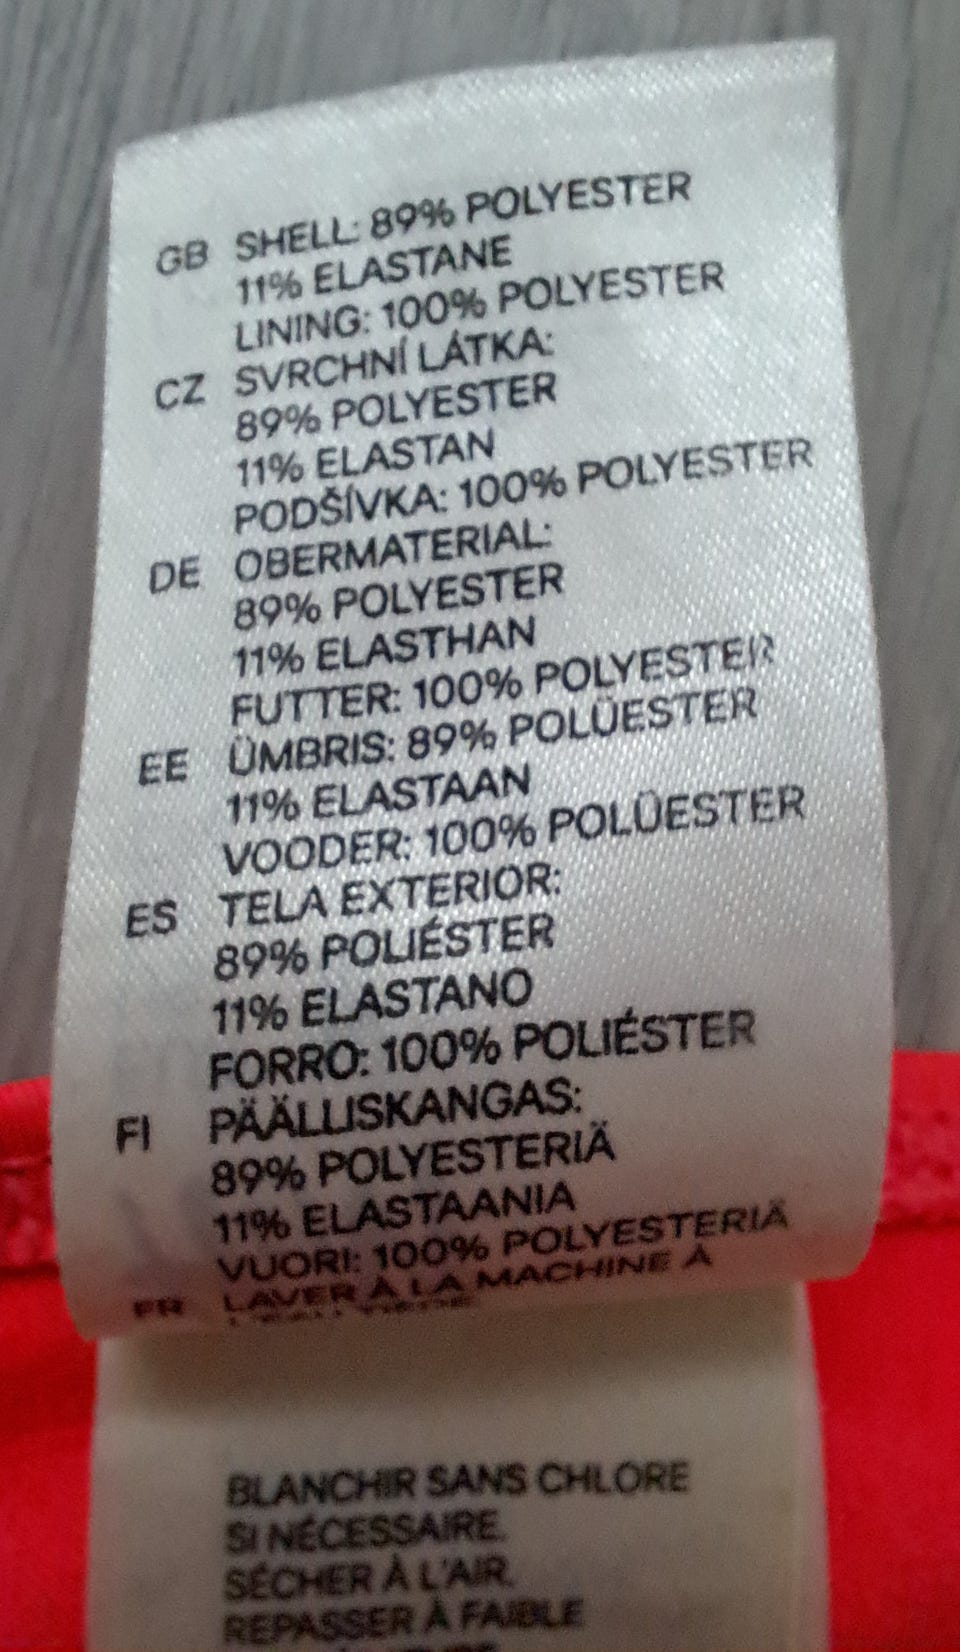 GB SHELL: 89% POLYESTER
11% ELASTANE
LINING: 100% POLYESTER
CZ SVRCHNÍ LÁTKA:
89% POLYESTER
11% ELASTAN
PODŠÍVKA: 100% POLYESTER
DE OBERMATERIAL:
89% POLYESTER
11% ELASTHAN
FUTTER: 100% POLYESTER
EE ÜMBRIS: 89% POLÜESTER
11% ELASTAAN
VOODER: 100% POLÜESTER
ES TELA EXTERIOR:
89% POLIÉSTER
11% ELASTANO
FORRO: 100% POLIÉSTER
FI PÄÄLLISKANGAS:
89% POLYESTERIÄ
11% ELASTAANIA
VUORI: 100% POLYESTERIÄ
FR LAVER À LA MACHINE À
BLANCHIR SANS CHLORE
SI NÉCESSAIRE.
SÉCHER À L'AIR.
REPASSER À FAIBLE